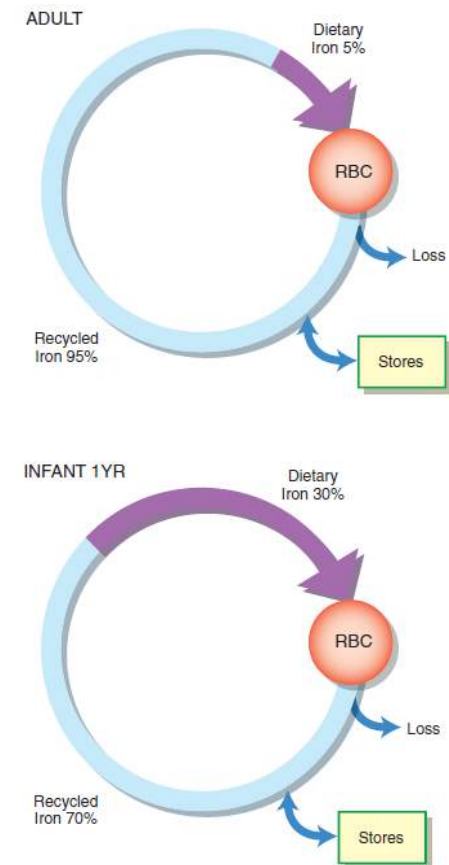 ADULT
Dietary
Iron 5%
RBC
Loss
Recycled
Iron 95%
Stores
INFANT 1YR
Dietary
Iron 30%
RBC
Loss
Recycled
Iron 70%
Stores